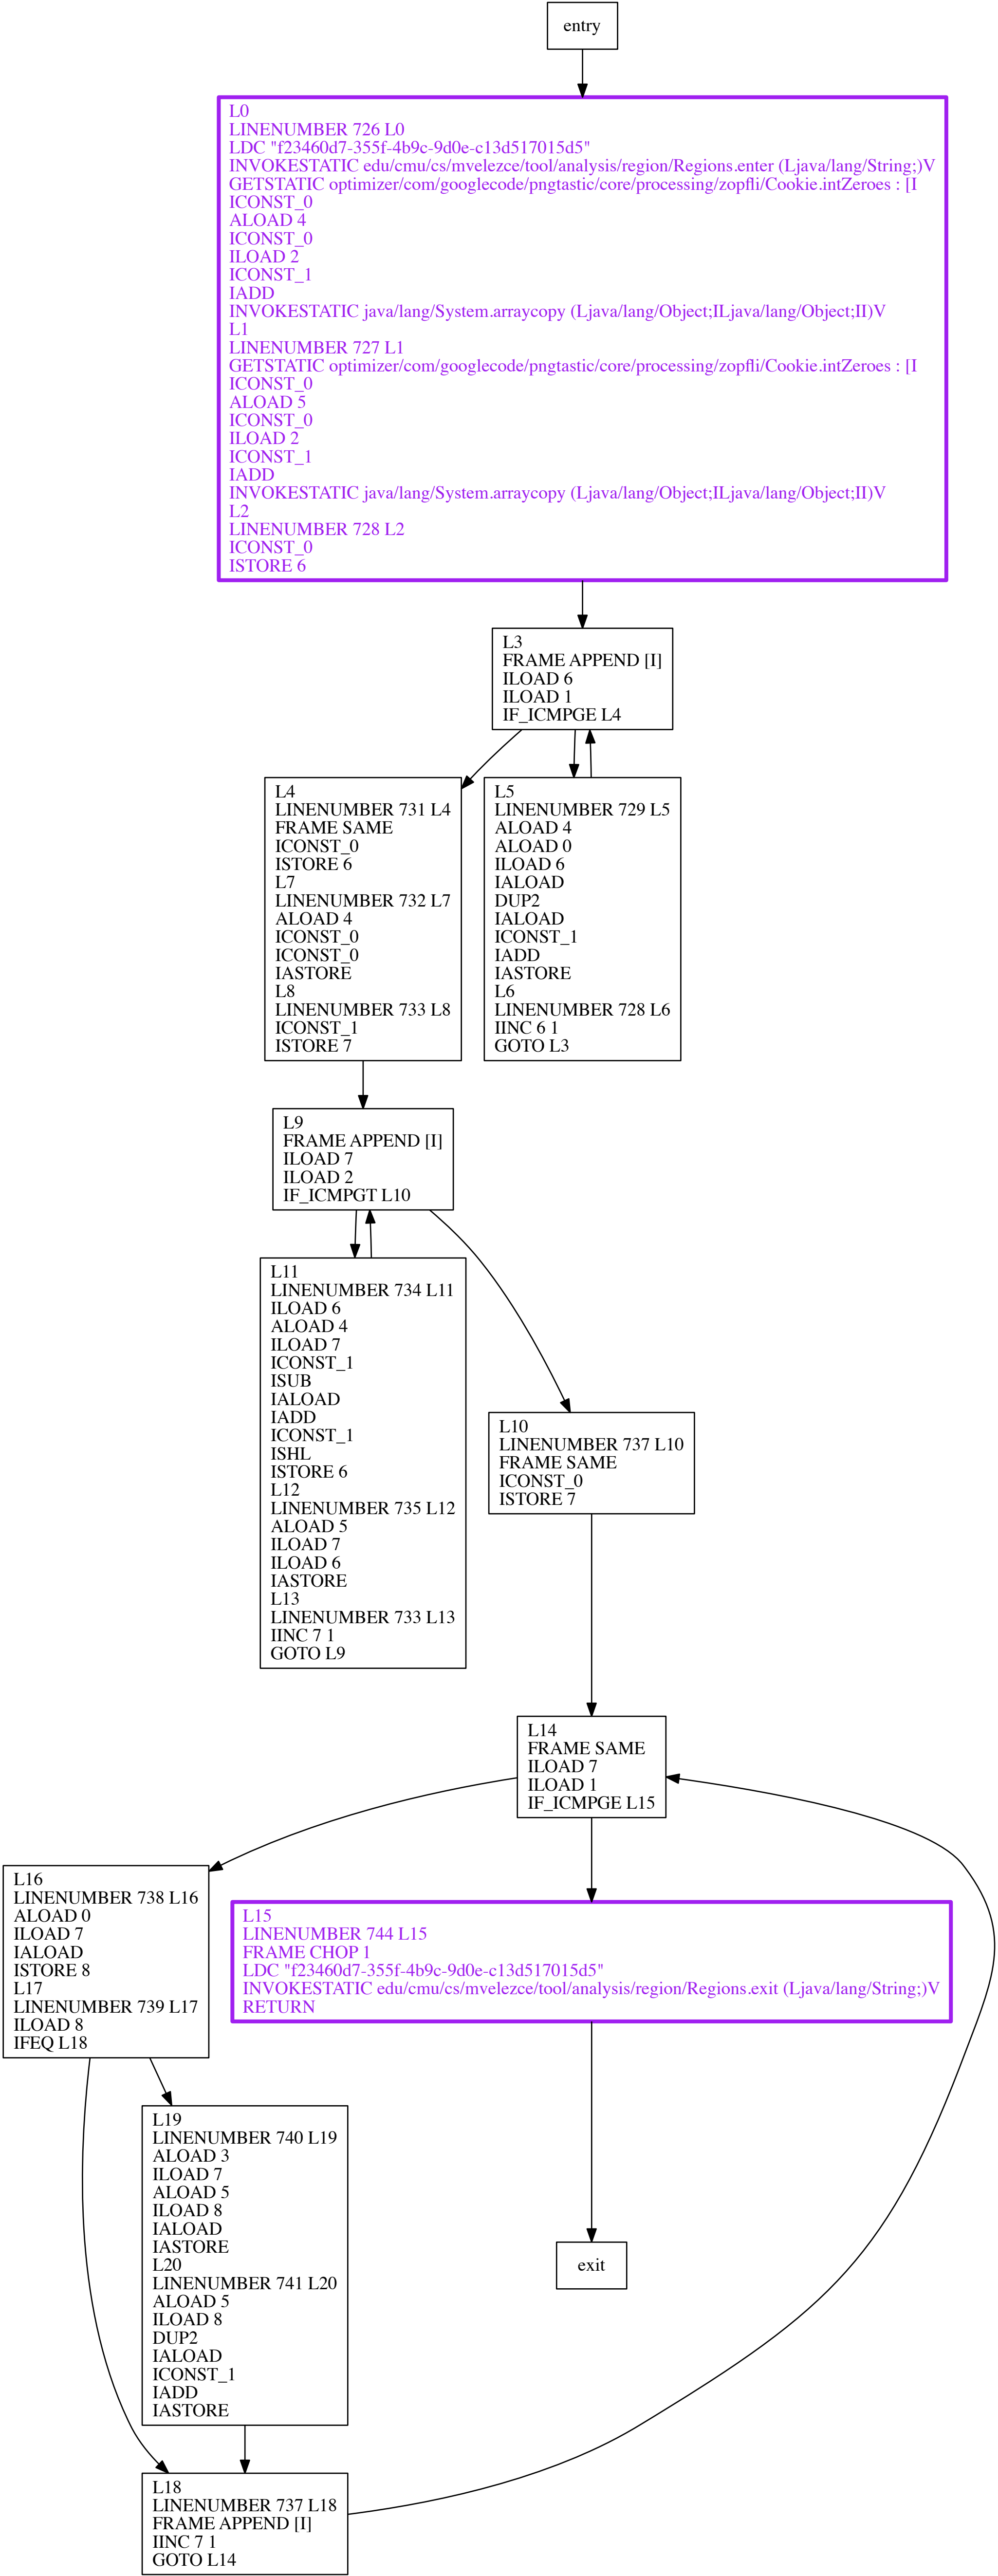 entry
L0
LINENUMBER 726 L0
LDC "f23460d7-355f-4b9c-9d0e-c13d517015d5"
INVOKESTATIC edu/cmu/cs/mvelezce/tool/analysis/region/Regions.enter (Ljava/lang/String;)V
GETSTATIC optimizer/com/googlecode/pngtastic/core/processing/zopfli/Cookie.intZeroes : [I
ICONST_0
ALOAD 4
ICONST_0
ILOAD 2
ICONST_1
IADD
INVOKESTATIC java/lang/System.arraycopy (Ljava/lang/Object;ILjava/lang/Object;II)V
L1
LINENUMBER 727 L1
GETSTATIC optimizer/com/googlecode/pngtastic/core/processing/zopfli/Cookie.intZeroes : [I
ICONST_0
ALOAD 5
ICONST_0
ILOAD 2
ICONST_1
IADD
INVOKESTATIC java/lang/System.arraycopy (Ljava/lang/Object;ILjava/lang/Object;II)V
L2
LINENUMBER 728 L2
ICONST_0
ISTORE 6
L3
FRAME APPEND [I]
ILOAD 6
ILOAD 1
IF_ICMPGE L4
L4
LINENUMBER 731 L4
FRAME SAME
ICONST_0
ISTORE 6
L7
LINENUMBER 732 L7
ALOAD 4
ICONST_0
ICONST_0
IASTORE
L8
LINENUMBER 733 L8
ICONST_1
ISTORE 7
L5
LINENUMBER 729 L5
ALOAD 4
ALOAD 0
ILOAD 6
IALOAD
DUP2
IALOAD
ICONST_1
IADD
IASTORE
L6
LINENUMBER 728 L6
IINC 6 1
GOTO L3
L9
FRAME APPEND [I]
ILOAD 7
ILOAD 2
IF_ICMPGT L10
L11
LINENUMBER 734 L11
ILOAD 6
ALOAD 4
ILOAD 7
ICONST_1
ISUB
IALOAD
IADD
ICONST_1
ISHL
ISTORE 6
L12
LINENUMBER 735 L12
ALOAD 5
ILOAD 7
ILOAD 6
IASTORE
L13
LINENUMBER 733 L13
IINC 7 1
GOTO L9
L10
LINENUMBER 737 L10
FRAME SAME
ICONST_0
ISTORE 7
L14
FRAME SAME
ILOAD 7
ILOAD 1
IF_ICMPGE L15
L16
LINENUMBER 738 L16
ALOAD 0
ILOAD 7
IALOAD
ISTORE 8
L17
LINENUMBER 739 L17
ILOAD 8
IFEQ L18
L15
LINENUMBER 744 L15
FRAME CHOP 1
LDC "f23460d7-355f-4b9c-9d0e-c13d517015d5"
INVOKESTATIC edu/cmu/cs/mvelezce/tool/analysis/region/Regions.exit (Ljava/lang/String;)V
RETURN
L19
LINENUMBER 740 L19
ALOAD 3
ILOAD 7
ALOAD 5
ILOAD 8
IALOAD
IASTORE
L20
LINENUMBER 741 L20
ALOAD 5
ILOAD 8
DUP2
IALOAD
ICONST_1
IADD
IASTORE
exit
L18
LINENUMBER 737 L18
FRAME APPEND [I]
IINC 7 1
GOTO L14